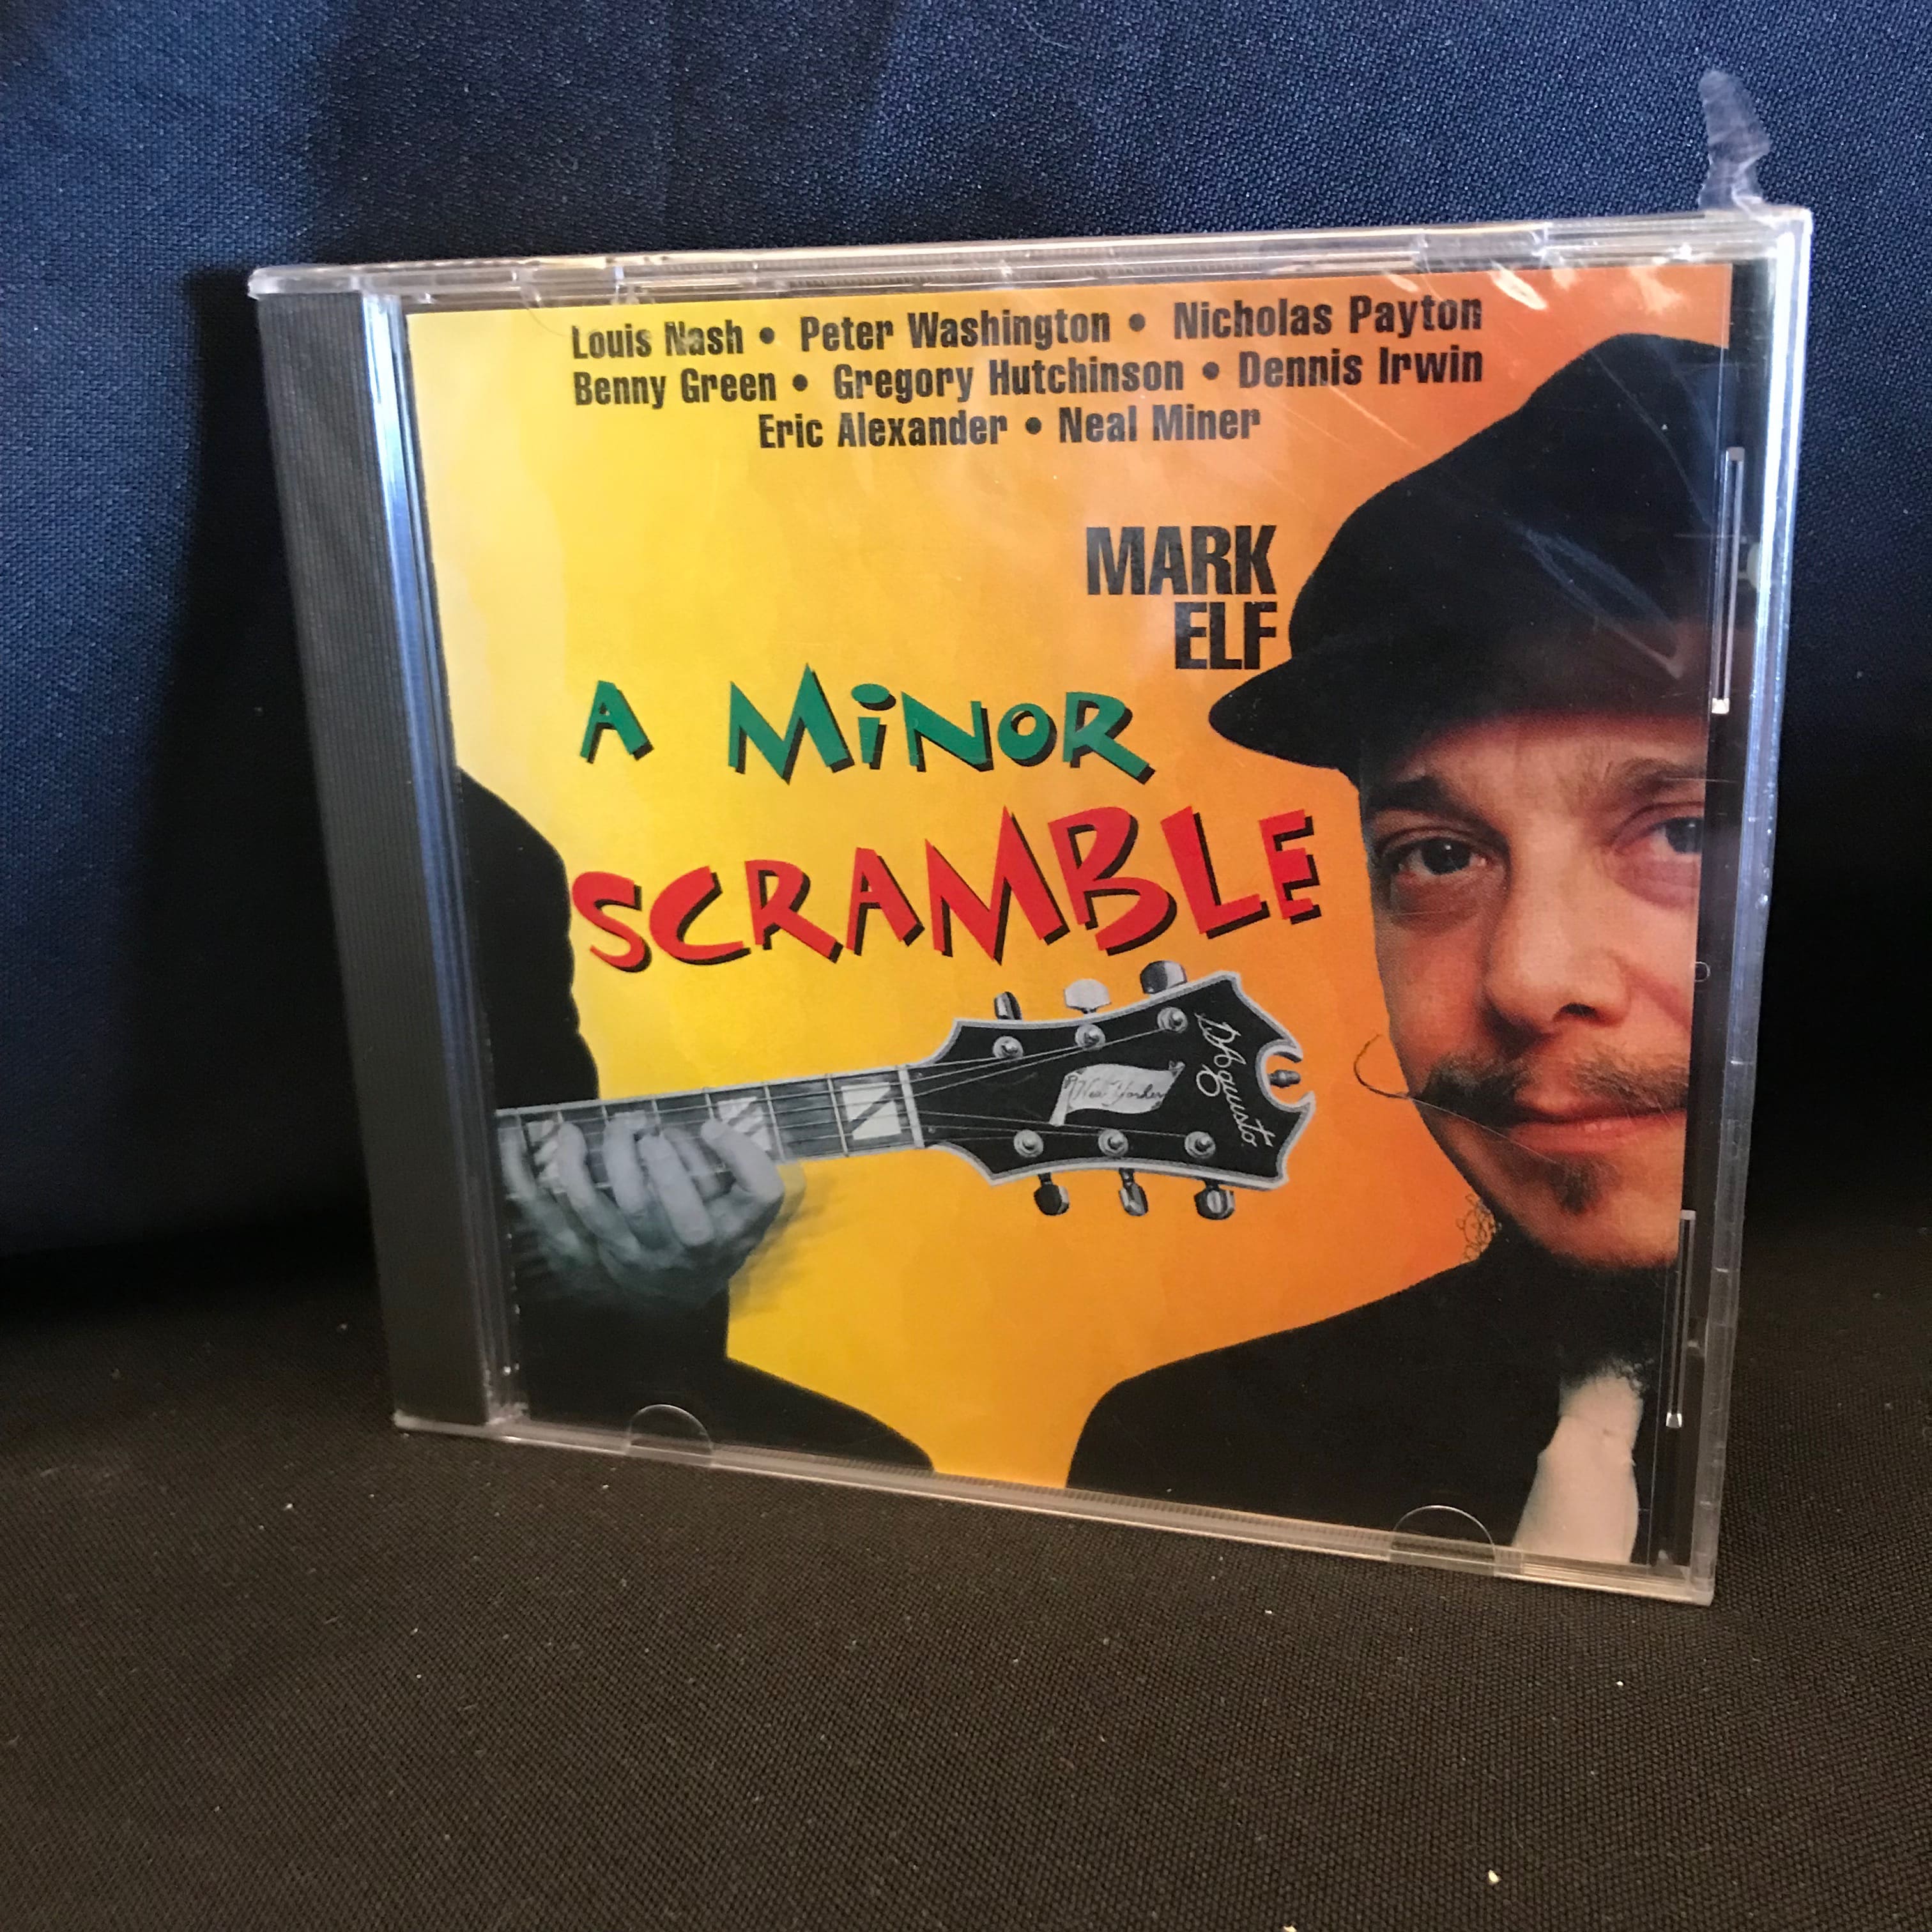 Louis Nash • Peter Washington • Nicholas Payton
Benny Green • Gregory Hutchinson • Dennis Irwin
Eric Alexander • Neal Miner
MARK
ELF
A MiNOR
SCRAMBLE
New Yorker
D'Aquisto